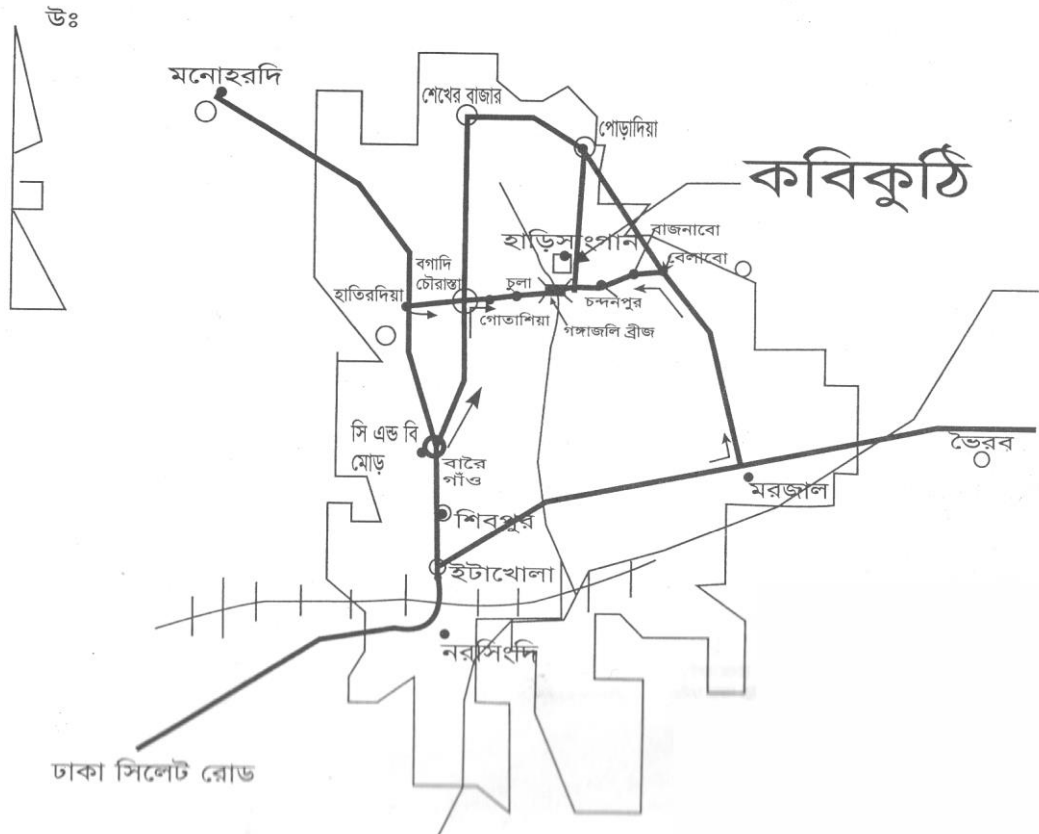 উঃ
মনোহরদি
শেখের বাজার
পোড়াদিয়া
কবিকুঠি
হাড়িসাংগান
বাজনাবো
বেলাবো
বগাদি
চৌরাস্তা
হাতিরদিয়া
চুলা
চন্দনপুর
গোতাশিয়া
গঙ্গাজলি ব্রীজ
সি এন্ড বি
মোড়
বারৈ
গাঁও
ভৈরব
মরজাল
শিবপুর
ইটাখোলা
নরসিংদি
ঢাকা সিলেট রোড